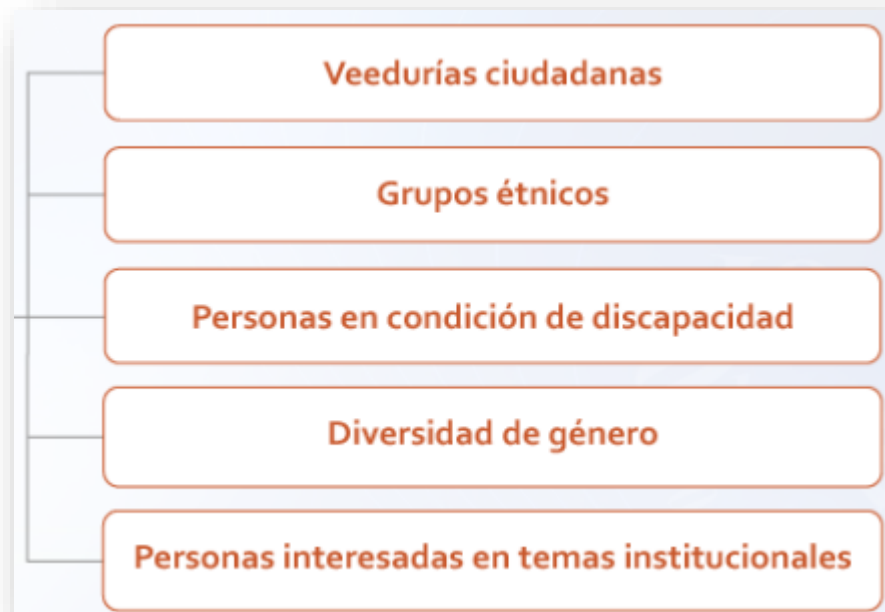 Veedurías ciudadanas
Grupos étnicos
Personas en condición de discapacidad
Diversidad de género
Personas interesadas en temas institucionales